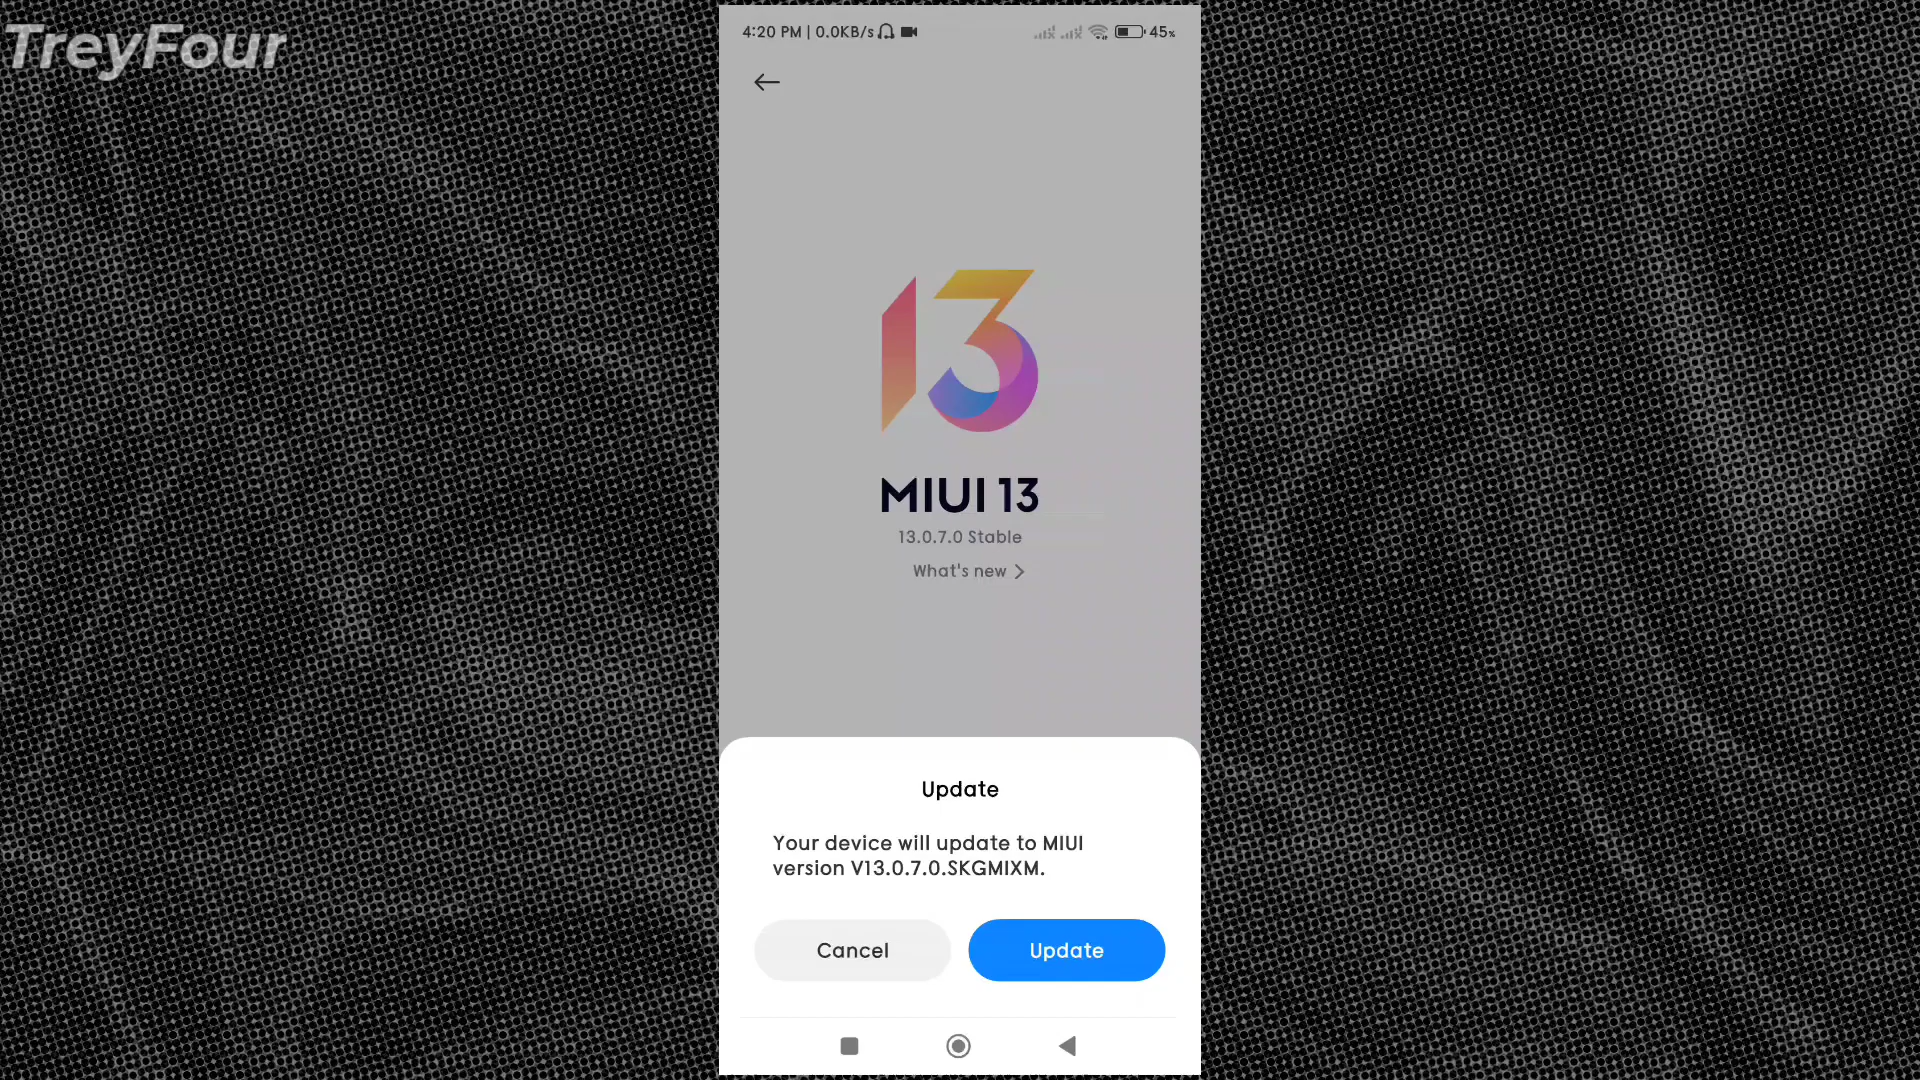 TreyFour
4:20 PM | 0.0KB/s
45%
13
MIUI 13
13.0.7.0 Stable
What's new
Update
Your device will update to MIUI
version V13.0.7.0.SKGMIXM.
Cancel
Update